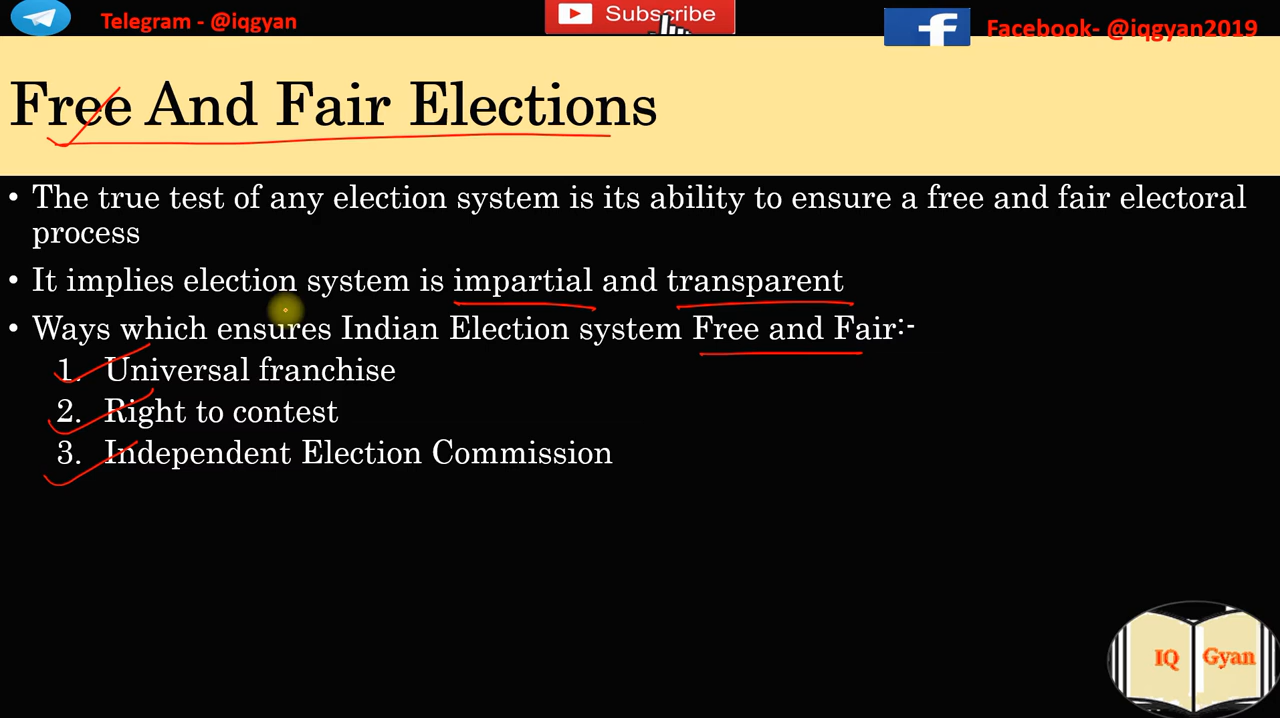 Telegram - @iqgyan
Subscribe
Facebook- @iqgyan2019
Free And Fair Elections
• The true test of any election system is its ability to ensure a free and fair electoral
process
• It implies election system is impartial and transparent
• Ways which ensures Indian Election system Free and Fair:-
1. Universal franchise
2. Right to contest
3. Independent Election Commission
IQ Gyan